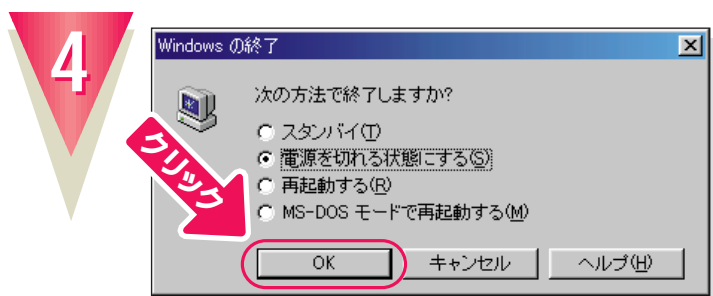 4
Windows の終了
次の方法で終了しますか?
スタンバイ(T)
電源を切れる状態にする(S)
再起動する(R)
MS-DOS モードで再起動する(M)
クリック
OK
キャンセル
ヘルプ(H)